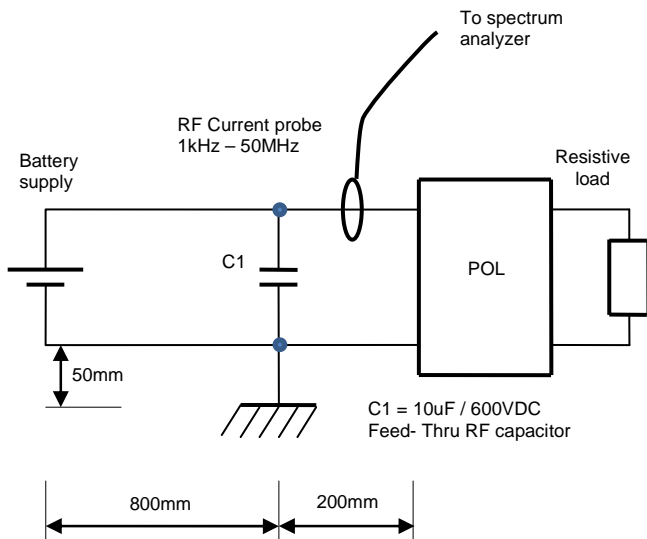 To spectrum
analyzer
RF Current probe
1kHz – 50MHz
Battery
supply
Resistive
load
C1
POL
50mm
C1 = 10uF / 600VDC
Feed- Thru RF capacitor
800mm
200mm